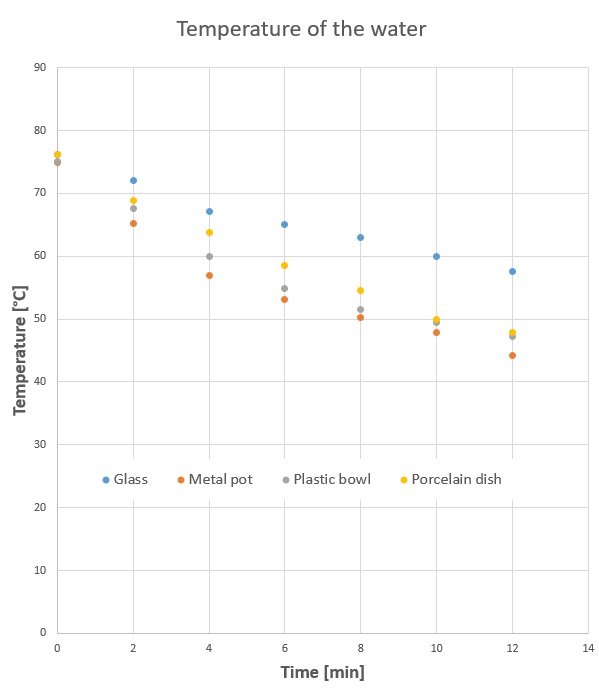 Temperature of the water
90
80
70
60
50
40
30
20
10
0
Temperature [°C]
Glass Metal pot Plastic bowl Porcelain dish
0 2 4 6 8 10 12 14
Time [min]